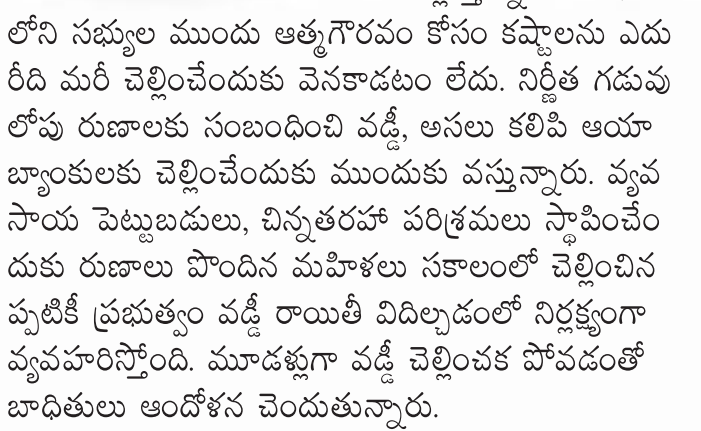 లోని సభ్యుల ముందు ఆత్మగౌరవం కోసం కష్టాలను ఎదు
రీది మరీ చెల్లించేందుకు వెనకాడటం లేదు. నిర్ణీత గడువు
లోపు రుణాలకు సంబంధించి వడ్డీ, అసలు కలిపి ఆయా
బ్యాంకులకు చెల్లించేందుకు ముందుకు వస్తున్నారు. వ్యవ
సాయ పెట్టుబడులు, చిన్నతరహా పరిశ్రమలు స్థాపించేం
దుకు రుణాలు పొందిన మహిళలు సకాలంలో చెల్లించిన
ప్పటికీ ప్రభుత్వం వడ్డీ రాయితీ విదిల్చడంలో నిర్లక్ష్యంగా
వ్యవహరిస్తోంది. మూడళ్లుగా వడ్డీ చెల్లించక పోవడంతో
బాధితులు ఆందోళన చెందుతున్నారు.